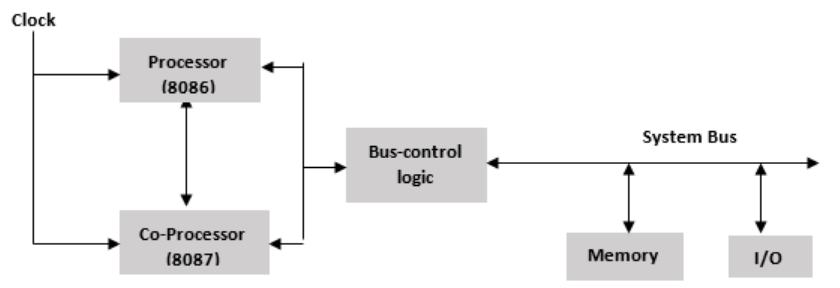 Clock
Processor
(8086)
Bus-control
logic
System Bus
Co-Processor
(8087)
Memory
I/O